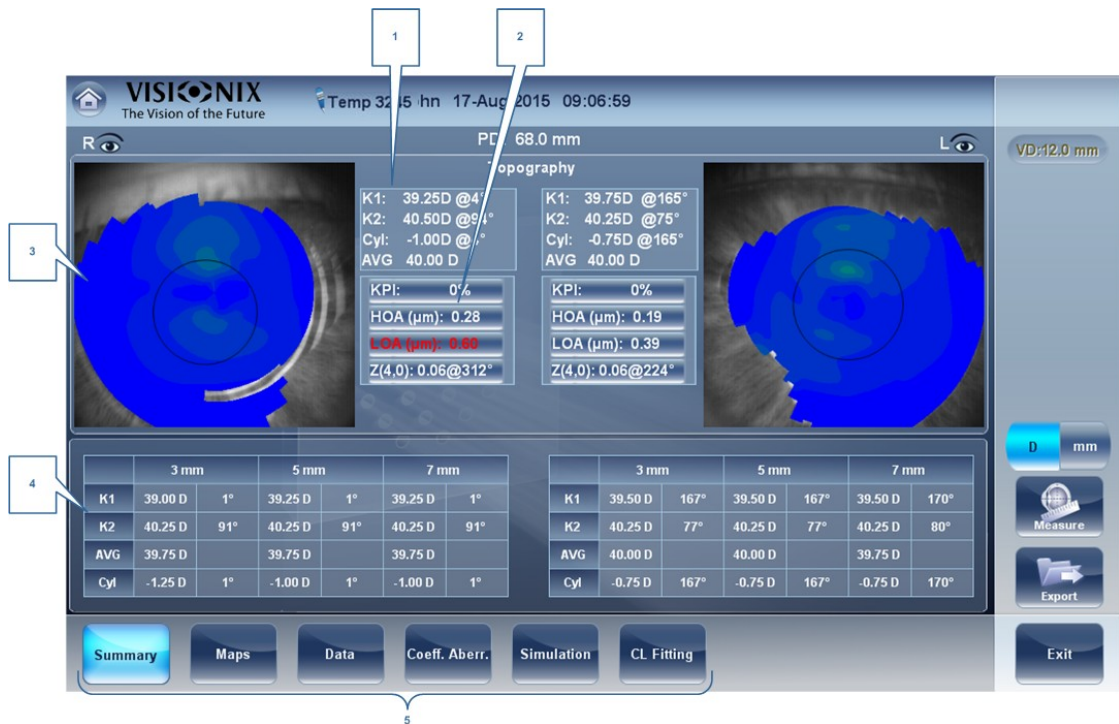 1
2
VISIONIX
The Vision of the Future
Temp 3245 hn 17-Aug 2015 09:06:59
R
PD: 68.0 mm
L
VD:12.0 mm
Topography
K1: 39.25D @4°
K2: 40.50D @94°
Cyl: -1.00D @4°
AVG 40.00 D
K1: 39.75D @165°
K2: 40.25D @75°
Cyl: -0.75D @165°
AVG 40.00 D
3
KPI: 0%
HOA (µm): 0.28
LOA (µm): 0.60
Z(4,0): 0.06@312°
KPI: 0%
HOA (µm): 0.19
LOA (µm): 0.39
Z(4,0): 0.06@224°
D mm
4
3 mm 5 mm 7 mm
K1 39.00 D 1° 39.25 D 1° 39.25 D 1°
K2 40.25 D 91° 40.25 D 91° 40.25 D 91°
AVG 39.75 D 39.75 D 39.75 D
Cyl -1.25 D 1° -1.00 D 1° -1.00 D 1°
3 mm 5 mm 7 mm
K1 39.50 D 167° 39.50 D 167° 39.50 D 170°
K2 40.25 D 77° 40.25 D 77° 40.25 D 80°
AVG 40.00 D 40.00 D 39.75 D
Cyl -0.75 D 167° -0.75 D 167° -0.75 D 170°
Measure
Export
Summary Maps Data Coeff. Aberr. Simulation CL Fitting
Exit
5